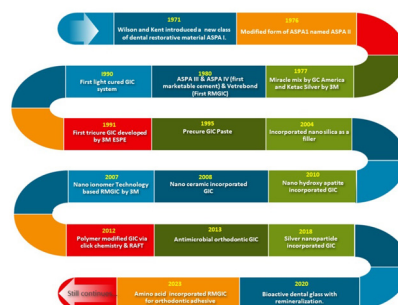 1971
Wilson and Kent introduced a new class
of dental restorative material ASPA I.
1976
Modified form of ASPA1 named ASPA II
1977
Miracle mix by GC America
and Ketac Silver by 3M
1980
ASPA III & ASPA IV (first
marketable cement) & Vetrebond
(First RMGIC)
1990
First light cured GIC
system
1991
First tricure GIC developed
by 3M ESPE
1995
Precure GIC Paste
2004
Incorporated nano silica as a
filler
2007
Nano ionomer Technology
based RMGIC by 3M
2008
Nano ceramic incorporated
GIC
2010
Nano hydroxy apatite
incorporated GIC
2012
Polymer modified GIC via
click chemistry & RAFT
2013
Antimicrobial orthodontic GIC
2018
Silver nanoparticle incorporated
GIC
2020
Bioactive dental glass with
remineralization.
2023
Amino acid incorporated RMGIC
for orthodontic adhesive
Still continues